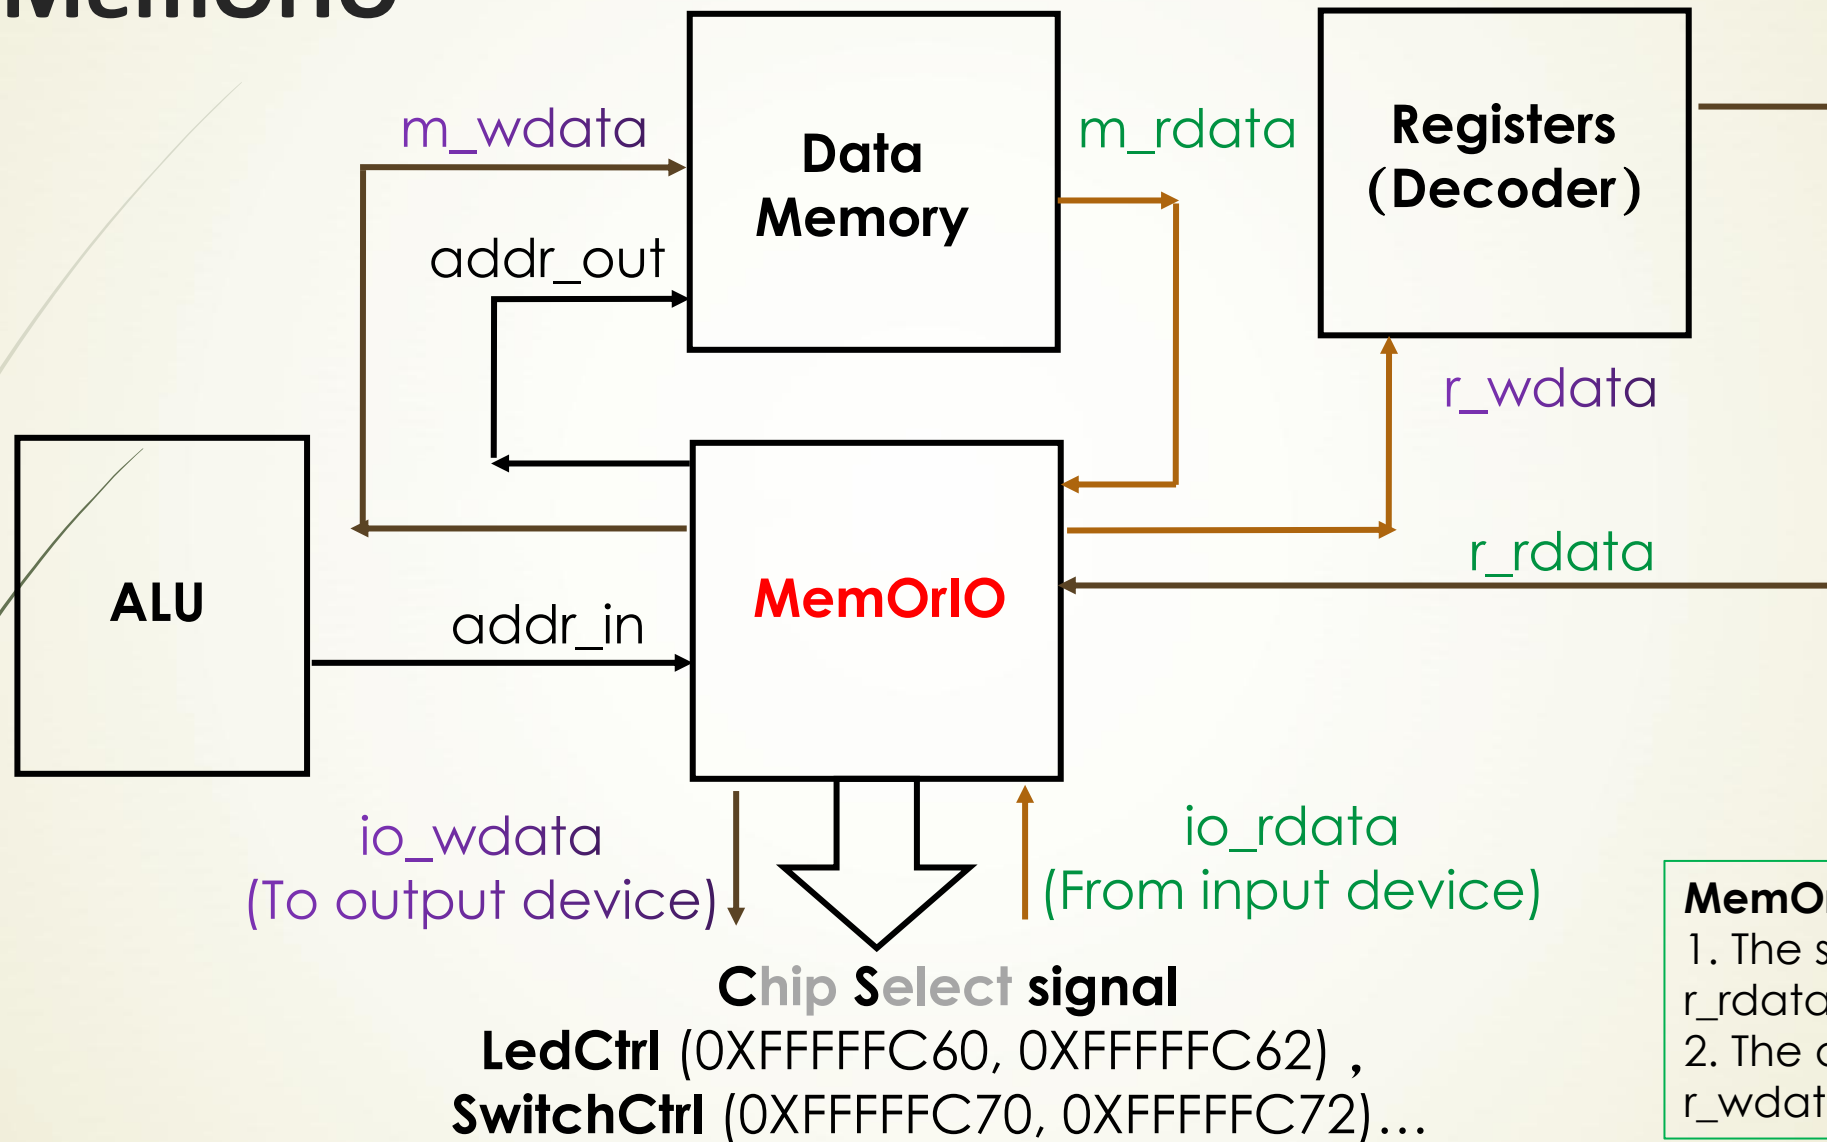 MemOrIO
m_wdata
Data
Memory
m_rdata
Registers
(Decoder)
addr_out
r_wdata
ALU
MemOrIO
r_rdata
addr_in
io_wdata
(To output device)
io_rdata
(From input device)
Chip Select signal
LedCtrl (0XFFFFFC60, 0XFFFFFC62) ，
SwitchCtrl (0XFFFFFC70, 0XFFFFFC72)…
1. The
r_rdata
2. The